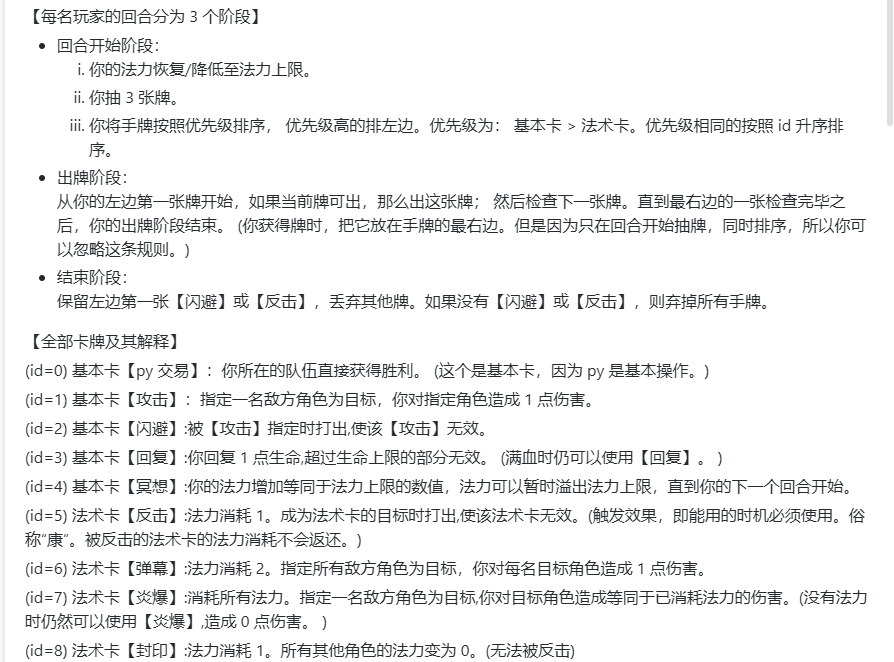 【每名玩家的回合分为 3 个阶段】
• 回合开始阶段：
i. 你的法力恢复/降低至法力上限。
ii. 你抽 3 张牌。
iii. 你将手牌按照优先级排序， 优先级高的排左边。优先级为： 基本卡 > 法术卡。优先级相同的按照 id 升序排
序。
• 出牌阶段：
从你的左边第一张牌开始，如果当前牌可出，那么出这张牌； 然后检查下一张牌。直到最右边的一张检查完毕之
后，你的出牌阶段结束。 (你获得牌时，把它放在手牌的最右边。但是因为只在回合开始抽牌，同时排序，所以你可
以忽略这条规则。)
• 结束阶段：
保留左边第一张【闪避】或【反击】，丢弃其他牌。如果没有【闪避】或【反击】，则弃掉所有手牌。
【全部卡牌及其解释】
(id=0) 基本卡【py 交易】：你所在的队伍直接获得胜利。 (这个是基本卡，因为 py 是基本操作。)
(id=1) 基本卡【攻击】：指定一名敌方角色为目标，你对指定角色造成 1 点伤害。
(id=2) 基本卡【闪避】:被【攻击】指定时打出,使该【攻击】无效。
(id=3) 基本卡【回复】:你回复 1 点生命,超过生命上限的部分无效。 (满血时仍可以使用【回复】。 )
(id=4) 基本卡【冥想】:你的法力增加等同于法力上限的数值，法力可以暂时溢出法力上限，直到你的下一个回合开始。
(id=5) 法术卡【反击】:法力消耗 1。成为法术卡的目标时打出,使该法术卡无效。(触发效果，即能用的时机必须使用。俗
称“康”。被反击的法术卡的法力消耗不会返还。)
(id=6) 法术卡【弹幕】:法力消耗 2。指定所有敌方角色为目标，你对每名目标角色造成 1 点伤害。
(id=7) 法术卡【炎爆】:消耗所有法力。指定一名敌方角色为目标,你对目标角色造成等同于已消耗法力的伤害。(没有法力
时仍然可以使用【炎爆】,造成 0 点伤害。 )
(id=8) 法术卡【封印】:法力消耗 1。所有其他角色的法力变为 0。(无法被反击)